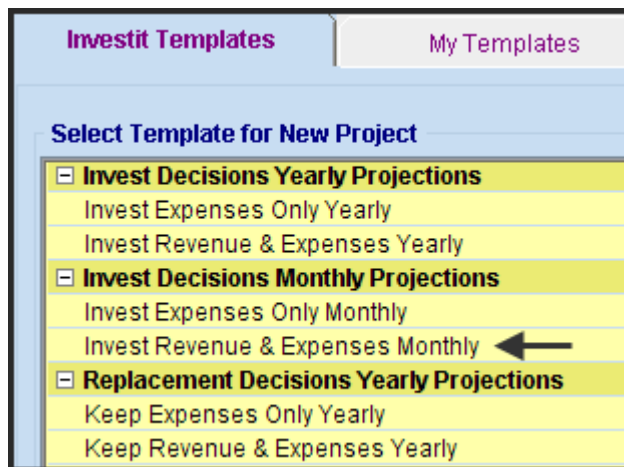 Investit Templates
My Templates
Select Template for New Project
Invest Decisions Yearly Projections
Invest Expenses Only Yearly
Invest Revenue & Expenses Yearly
Invest Decisions Monthly Projections
Invest Expenses Only Monthly
Invest Revenue & Expenses Monthly
Replacement Decisions Yearly Projections
Keep Expenses Only Yearly
Keep Revenue & Expenses Yearly